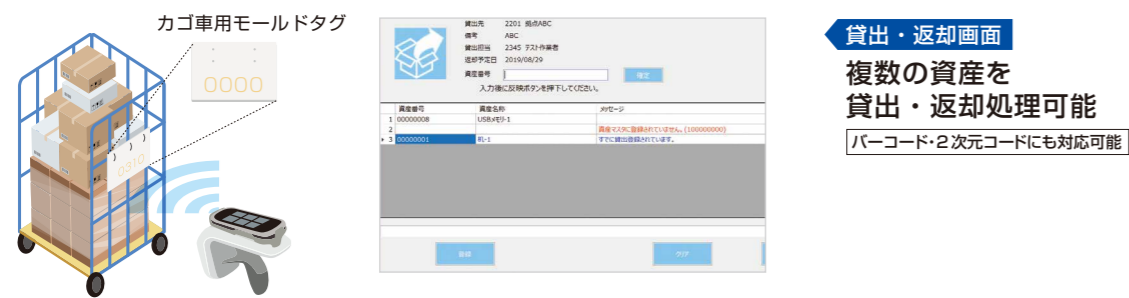 カゴ車用モールドタグ
0000
0310
貸出先 2201 拠点ABC
備考 ABC
貸出担当 2345 テスト作業者
返却予定日 2019/08/29
資産番号 確定
入力後に反映ボタンを押下してください。
資産番号 資産名称 メッセージ
1 00000008 USBメモリ-1
2 資産マスタに登録されていません。(100000000)
3 00000001 机-1 すでに貸出登録されています。
登録 クリア
貸出・返却画面
複数の資産を
貸出・返却処理可能
バーコード・2次元コードにも対応可能